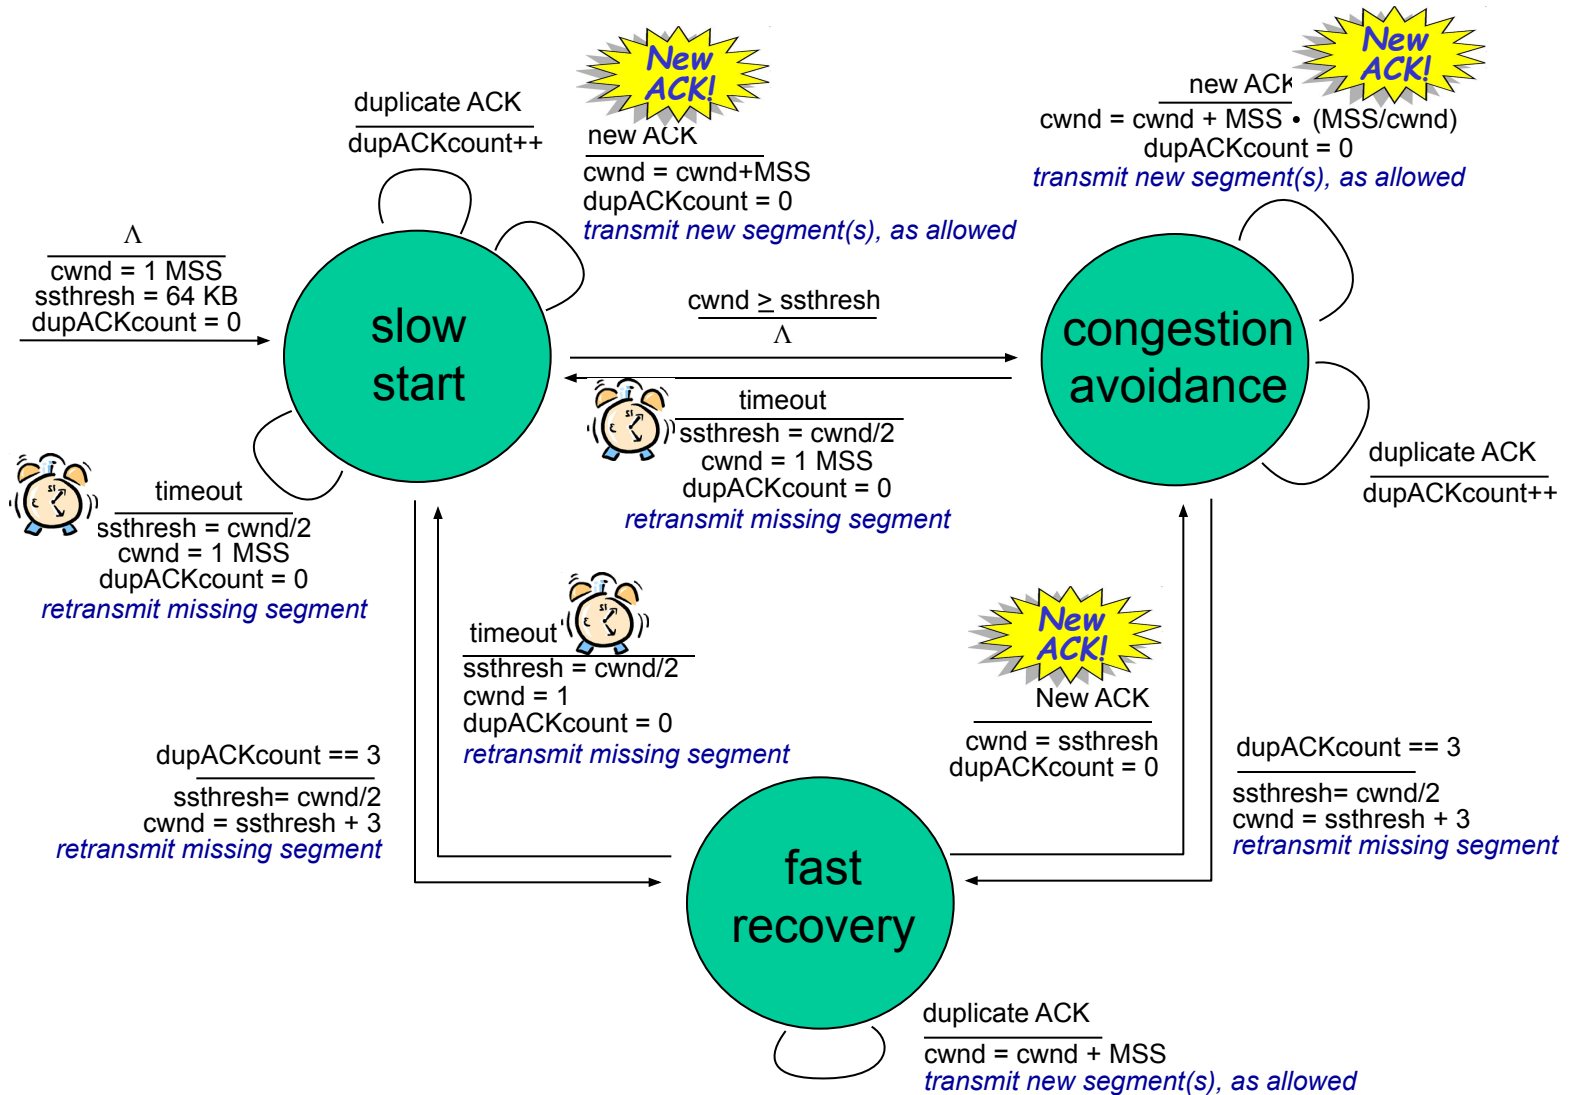 New
ACK!
duplicate ACK
dupACKcount++
new ACK
cwnd = cwnd+MSS
dupACKcount = 0
transmit new segment(s), as allowed
New
ACK!
new ACK
cwnd = cwnd + MSS • (MSS/cwnd)
dupACKcount = 0
transmit new segment(s), as allowed
Λ
cwnd = 1 MSS
ssthresh = 64 KB
dupACKcount = 0
slow
start
cwnd ≥ ssthresh
Λ
congestion
avoidance
timeout
ssthresh = cwnd/2
cwnd = 1 MSS
dupACKcount = 0
retransmit missing segment
duplicate ACK
dupACKcount++
timeout
ssthresh = cwnd/2
cwnd = 1 MSS
dupACKcount = 0
retransmit missing segment
timeout
ssthresh = cwnd/2
cwnd = 1
dupACKcount = 0
retransmit missing segment
New
ACK!
New ACK
cwnd = ssthresh
dupACKcount = 0
dupACKcount == 3
ssthresh= cwnd/2
cwnd = ssthresh + 3
retransmit missing segment
dupACKcount == 3
ssthresh= cwnd/2
cwnd = ssthresh + 3
retransmit missing segment
fast
recovery
duplicate ACK
cwnd = cwnd + MSS
transmit new segment(s), as allowed